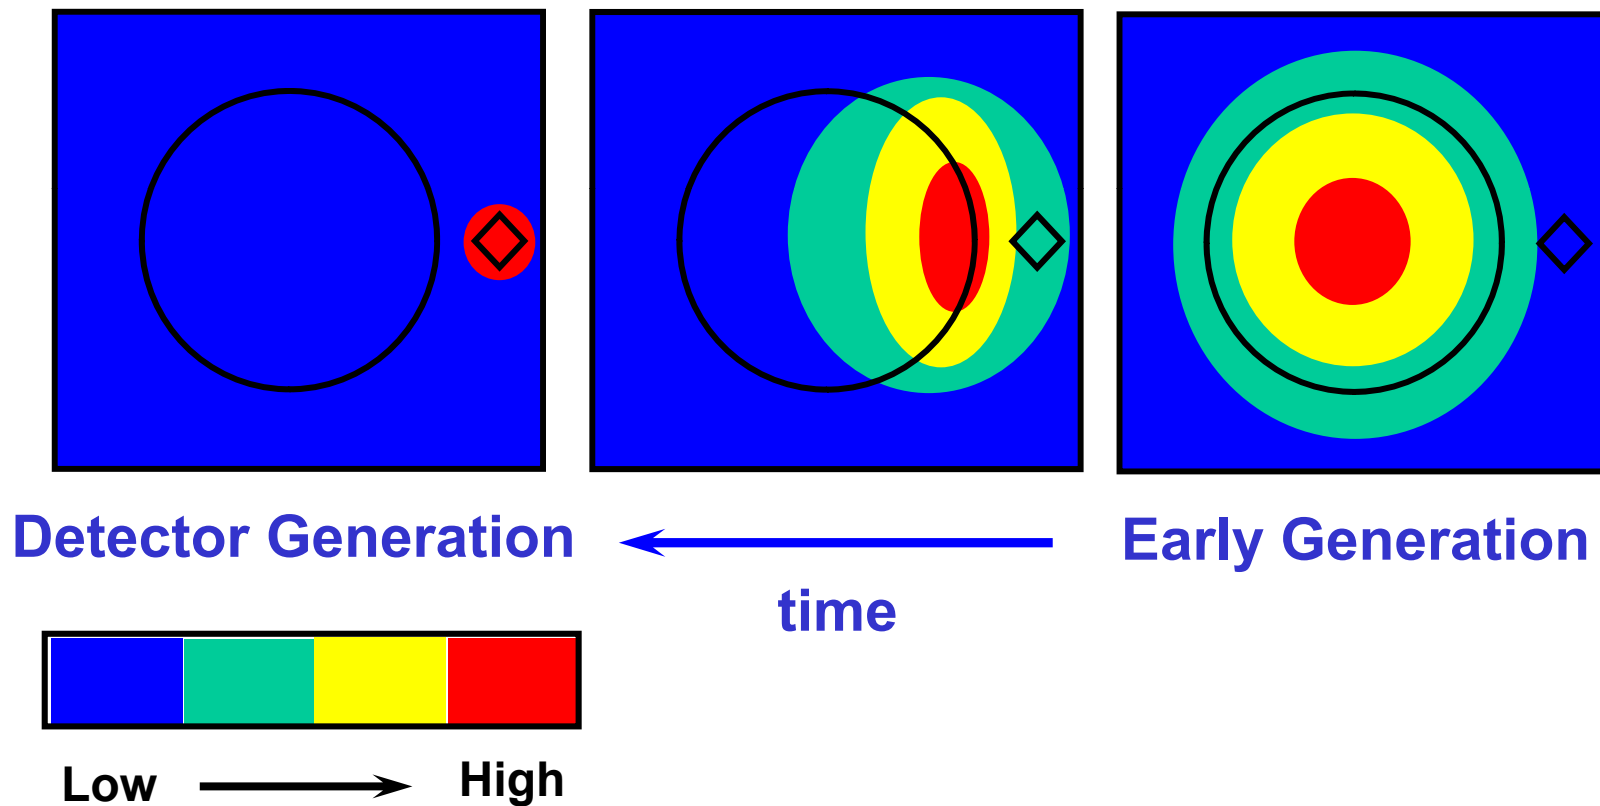 Detector Generation
Early Generation
time
Low
High